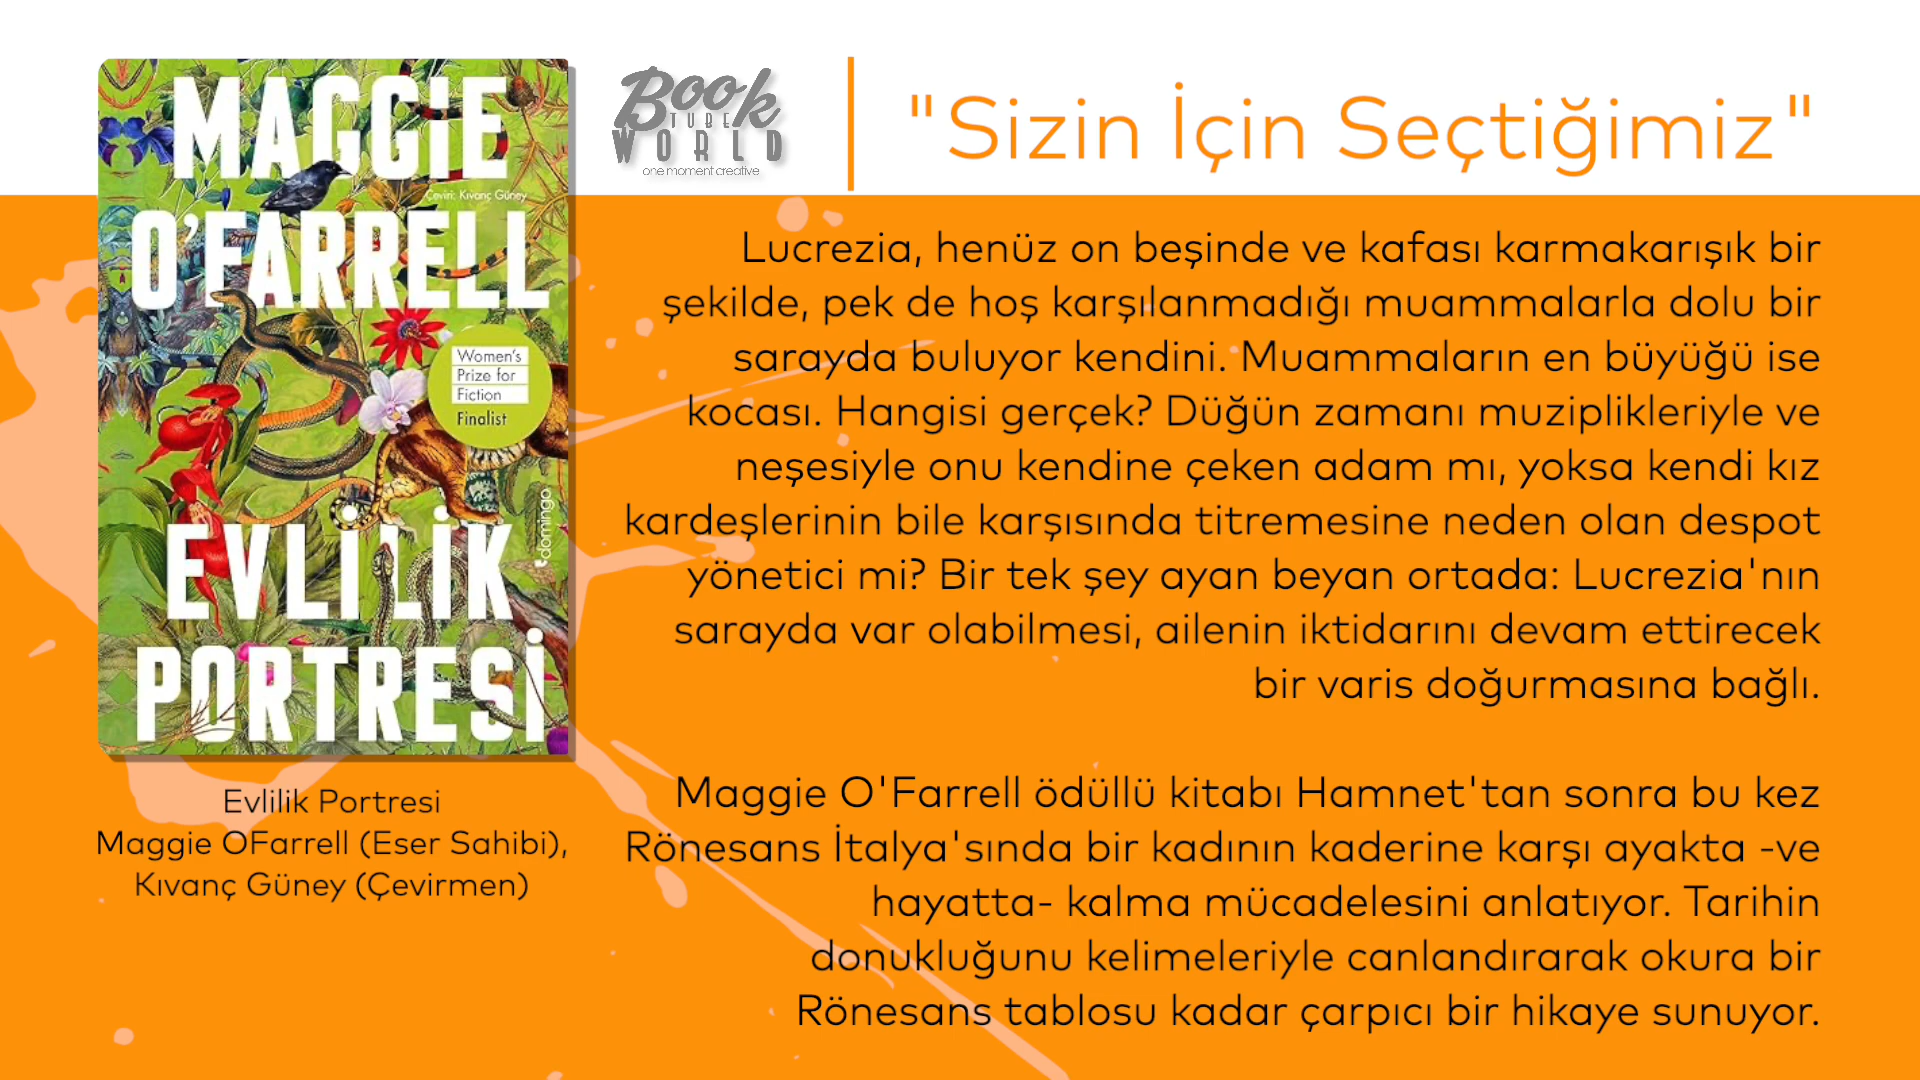 MAGGiE
Çeviri: Kıvanç Güney
O'FARRELL
Women's
Prize for
Fiction
Finalist
domingo
EVLİLİK
PORTRESİ
Evlilik Portresi
Maggie OFarrell (Eser Sahibi),
Kıvanç Güney (Çevirmen)
Book
TUBE
WORLD
one moment creative
"Sizin İçin Seçtiğimiz"
Lucrezia, henüz on beşinde ve kafası karmakarışık bir
şekilde, pek de hoş karşılanmadığı muammalarla dolu bir
sarayda buluyor kendini. Muammaların en büyüğü ise
kocası. Hangisi gerçek? Düğün zamanı muziplikleriyle ve
neşesiyle onu kendine çeken adam mı, yoksa kendi kız
kardeşlerinin bile karşısında titremesine neden olan despot
yönetici mi? Bir tek şey ayan beyan ortada: Lucrezia'nın
sarayda var olabilmesi, ailenin iktidarını devam ettirecek
bir varis doğurmasına bağlı.
Maggie O'Farrell ödüllü kitabı Hamnet'tan sonra bu kez
Rönesans İtalya'sında bir kadının kaderine karşı ayakta -ve
hayatta- kalma mücadelesini anlatıyor. Tarihin
donukluğunu kelimeleriyle canlandırarak okura bir
Rönesans tablosu kadar çarpıcı bir hikaye sunuyor.